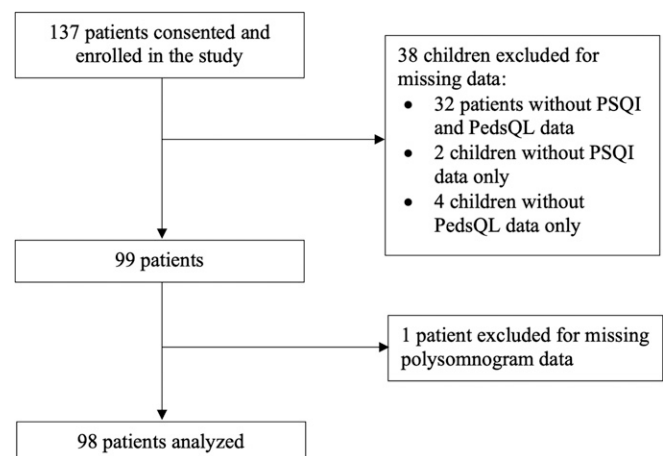 137 patients consented and
enrolled in the study
38 children excluded for
missing data:
• 32 patients without PSQI
and PedsQL data
• 2 children without PSQI
data only
• 4 children without
PedsQL data only
99 patients
1 patient excluded for missing
polysomnogram data
98 patients analyzed